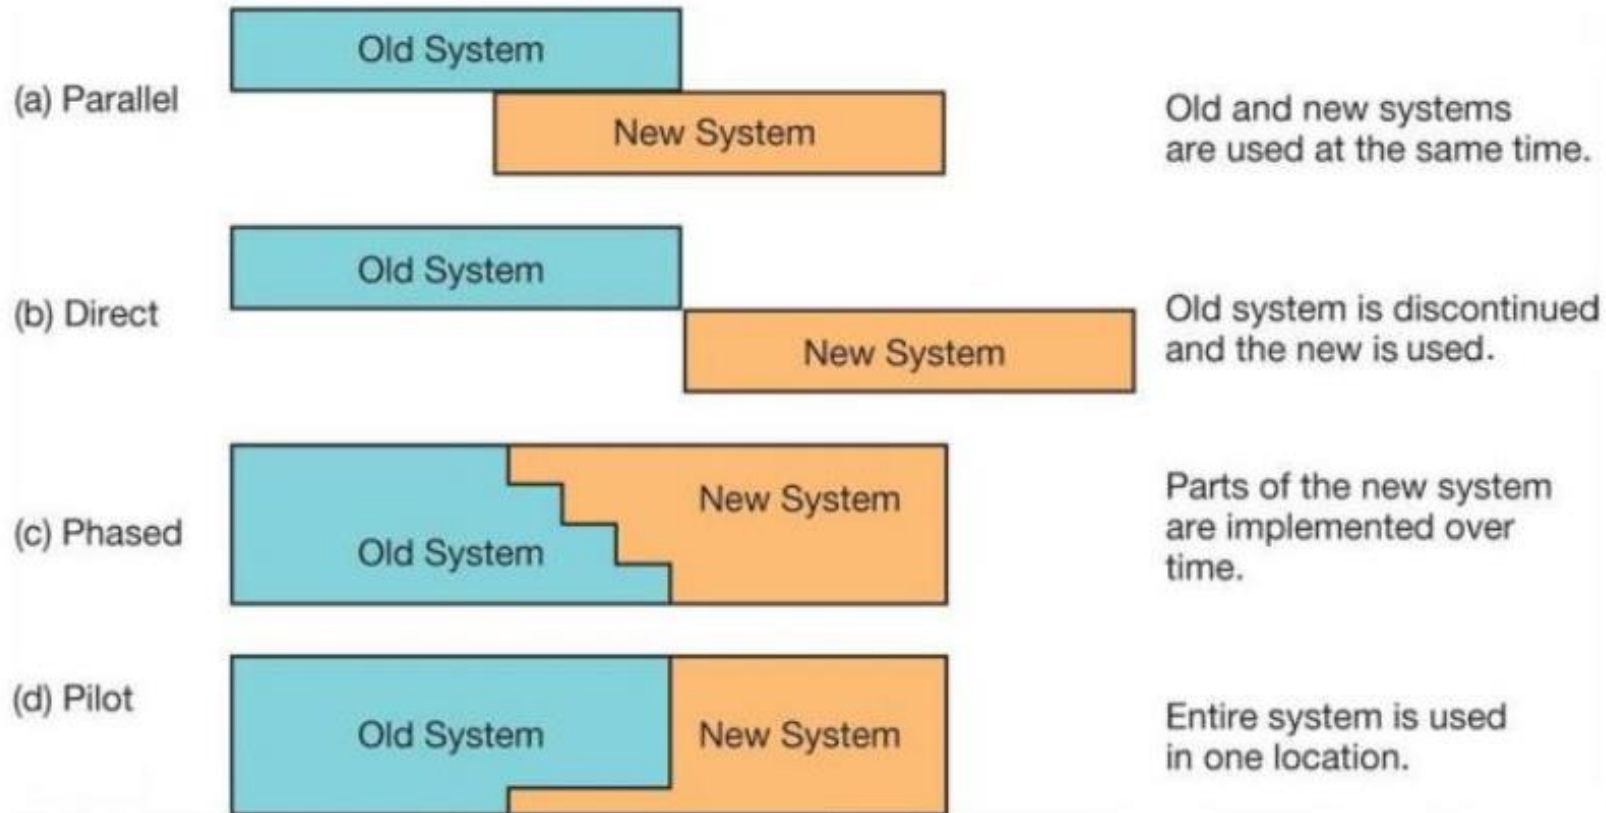 Old System
(a) Parallel
New System
Old and new systems
are used at the same time.
Old System
(b) Direct
New System
Old system is discontinued
and the new is used.
(c) Phased
Old System
New System
Parts of the new system
are implemented over
time.
(d) Pilot
Old System
New System
Entire system is used
in one location.